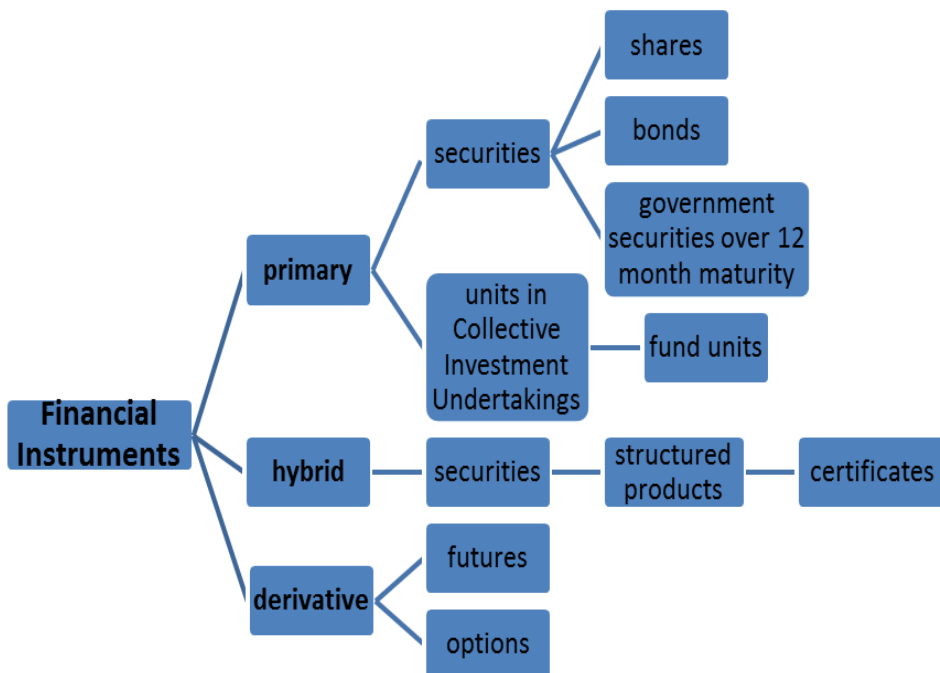 shares
bonds
securities
government
securities over 12
month maturity
primary
units in
Collective
Investment
Undertakings
fund units
Financial
Instruments
hybrid
securities
structured
products
certificates
futures
derivative
options